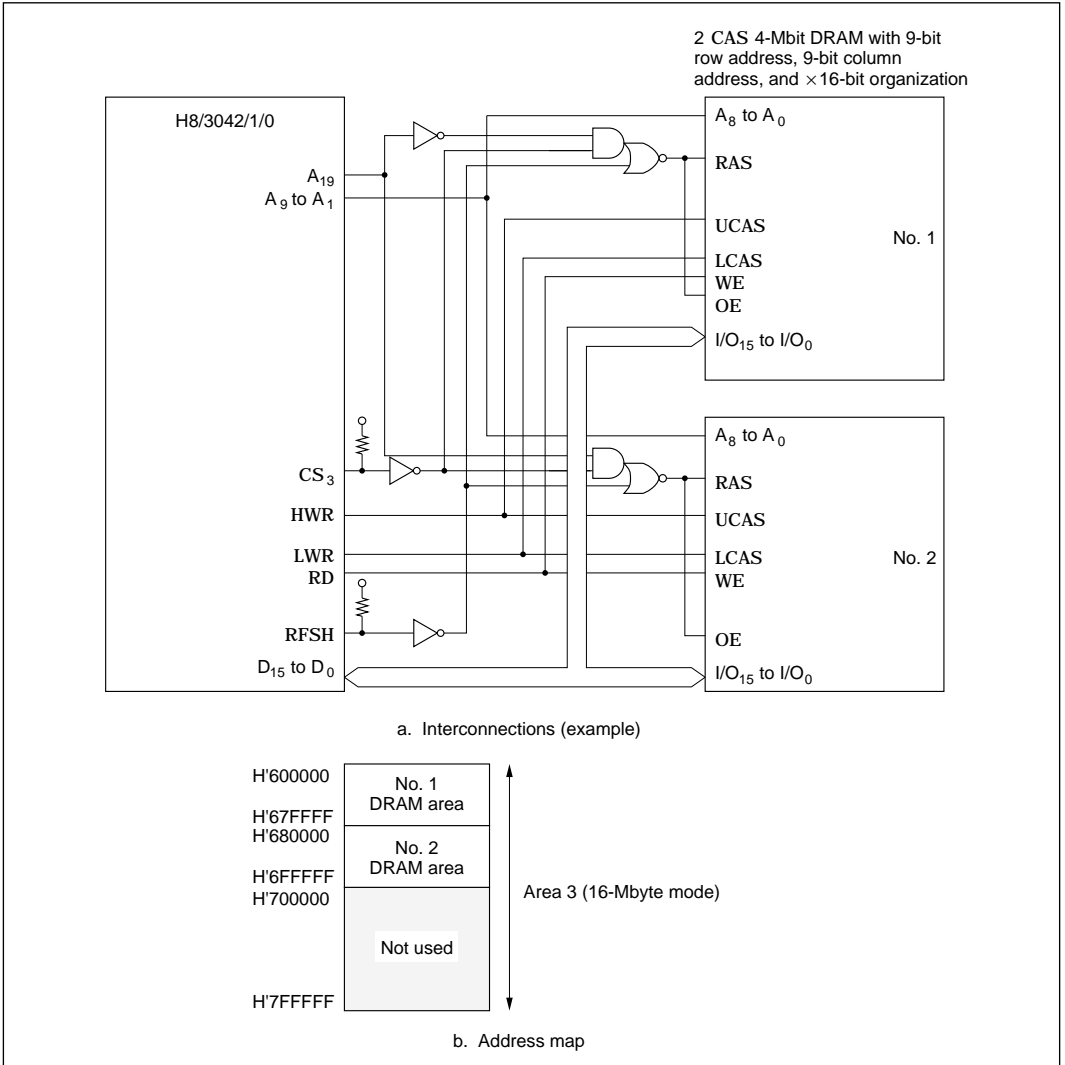 2 CAS 4-Mbit DRAM with 9-bit
row address, 9-bit column
address, and ×16-bit organization
H8/3042/1/0
A19
A9 to A1
CS3
HWR
LWR
RD
RFSH
D15 to D0
A8 to A0
RAS
UCAS
No. 1
LCAS
WE
OE
I/O15 to I/O0
A8 to A0
RAS
UCAS
LCAS
No. 2
WE
OE
I/O15 to I/O0
a. Interconnections (example)
H'600000
No. 1
DRAM area
H'67FFFF
H'680000
No. 2
DRAM area
H'6FFFFF
H'700000
Area 3 (16-Mbyte mode)
Not used
H'7FFFFF
b. Address map